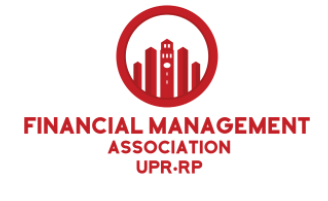 FINANCIAL MANAGEMENT
ASSOCIATION
UPR·RP